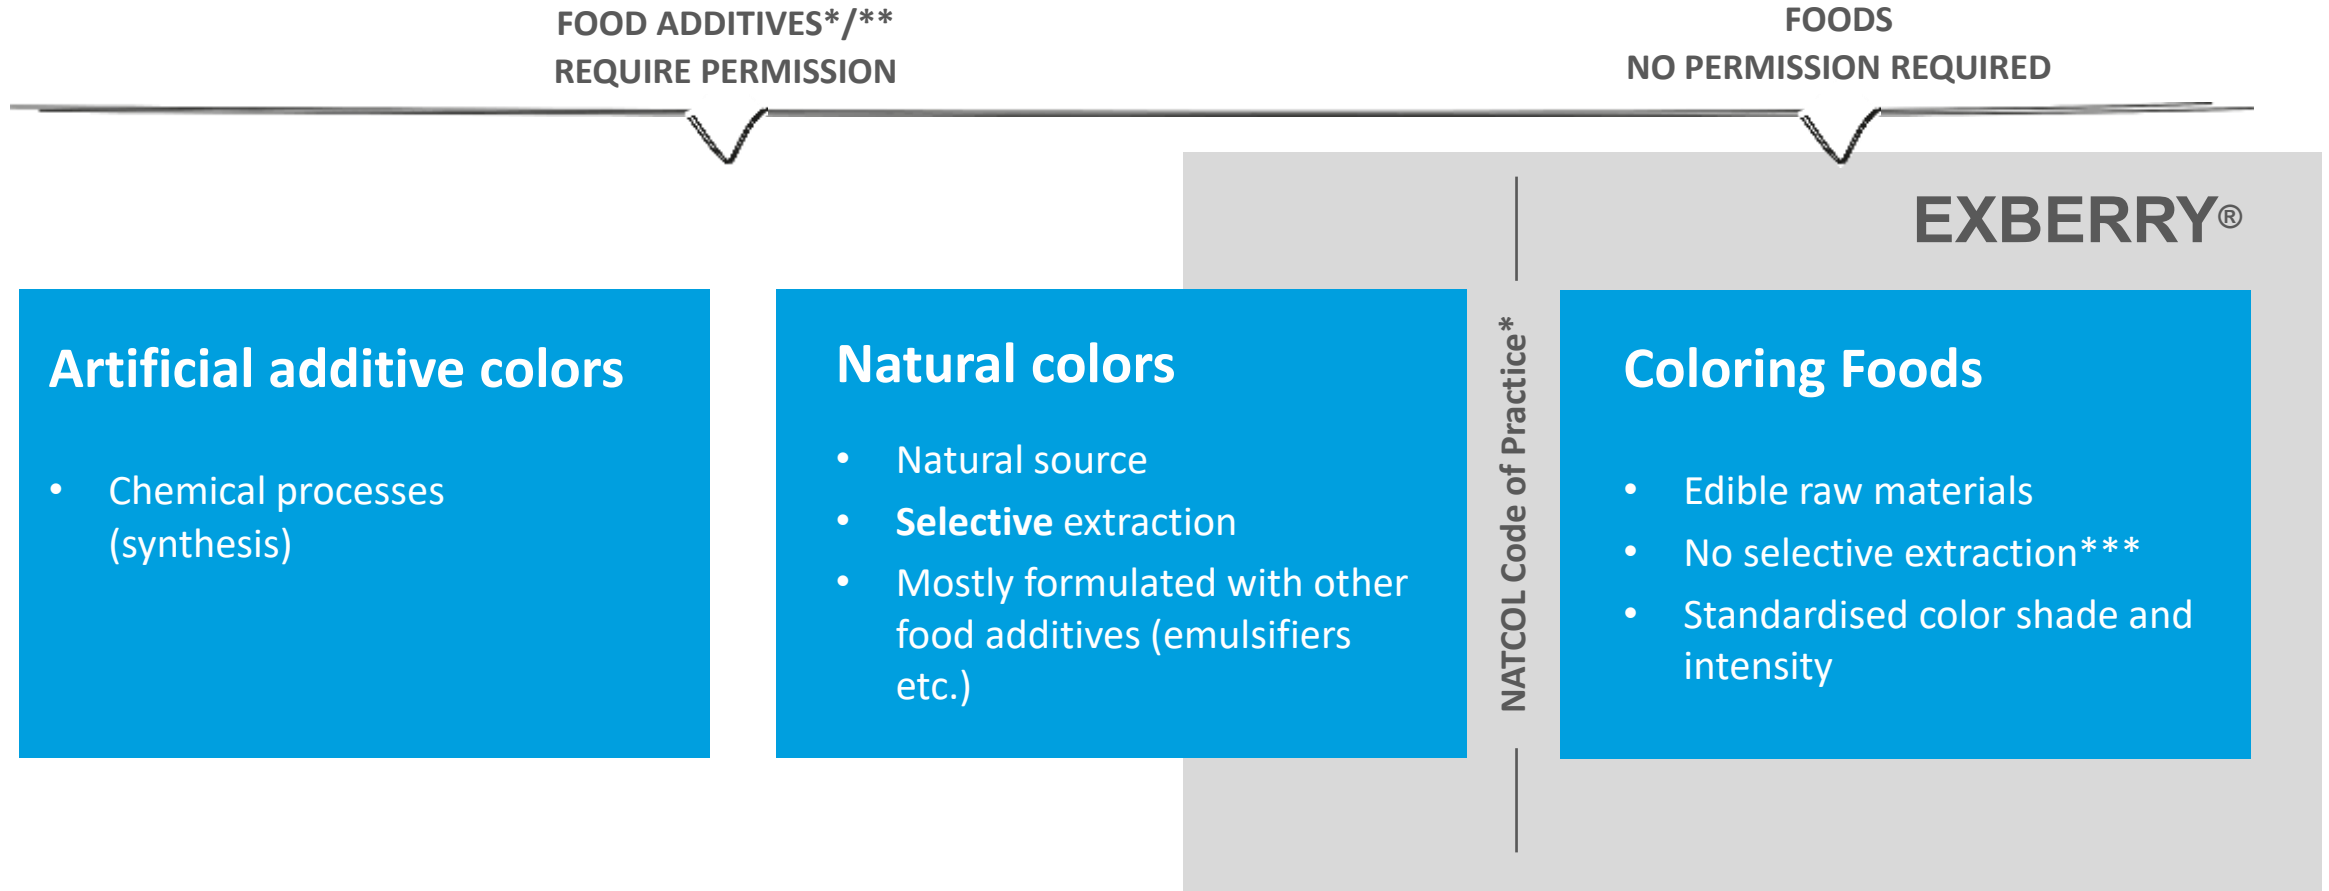 FOOD ADDITIVES*/**
REQUIRE PERMISSION
FOODS
NO PERMISSION REQUIRED
EXBERRY®
Artificial additive colors
• Chemical processes
(synthesis)
Natural colors
• Natural source
• Selective extraction
• Mostly formulated with other
food additives (emulsifiers
etc.)
NATCOL Code of Practice*
Coloring Foods
• Edible raw materials
• No selective extraction***
• Standardised color shade and
intensity